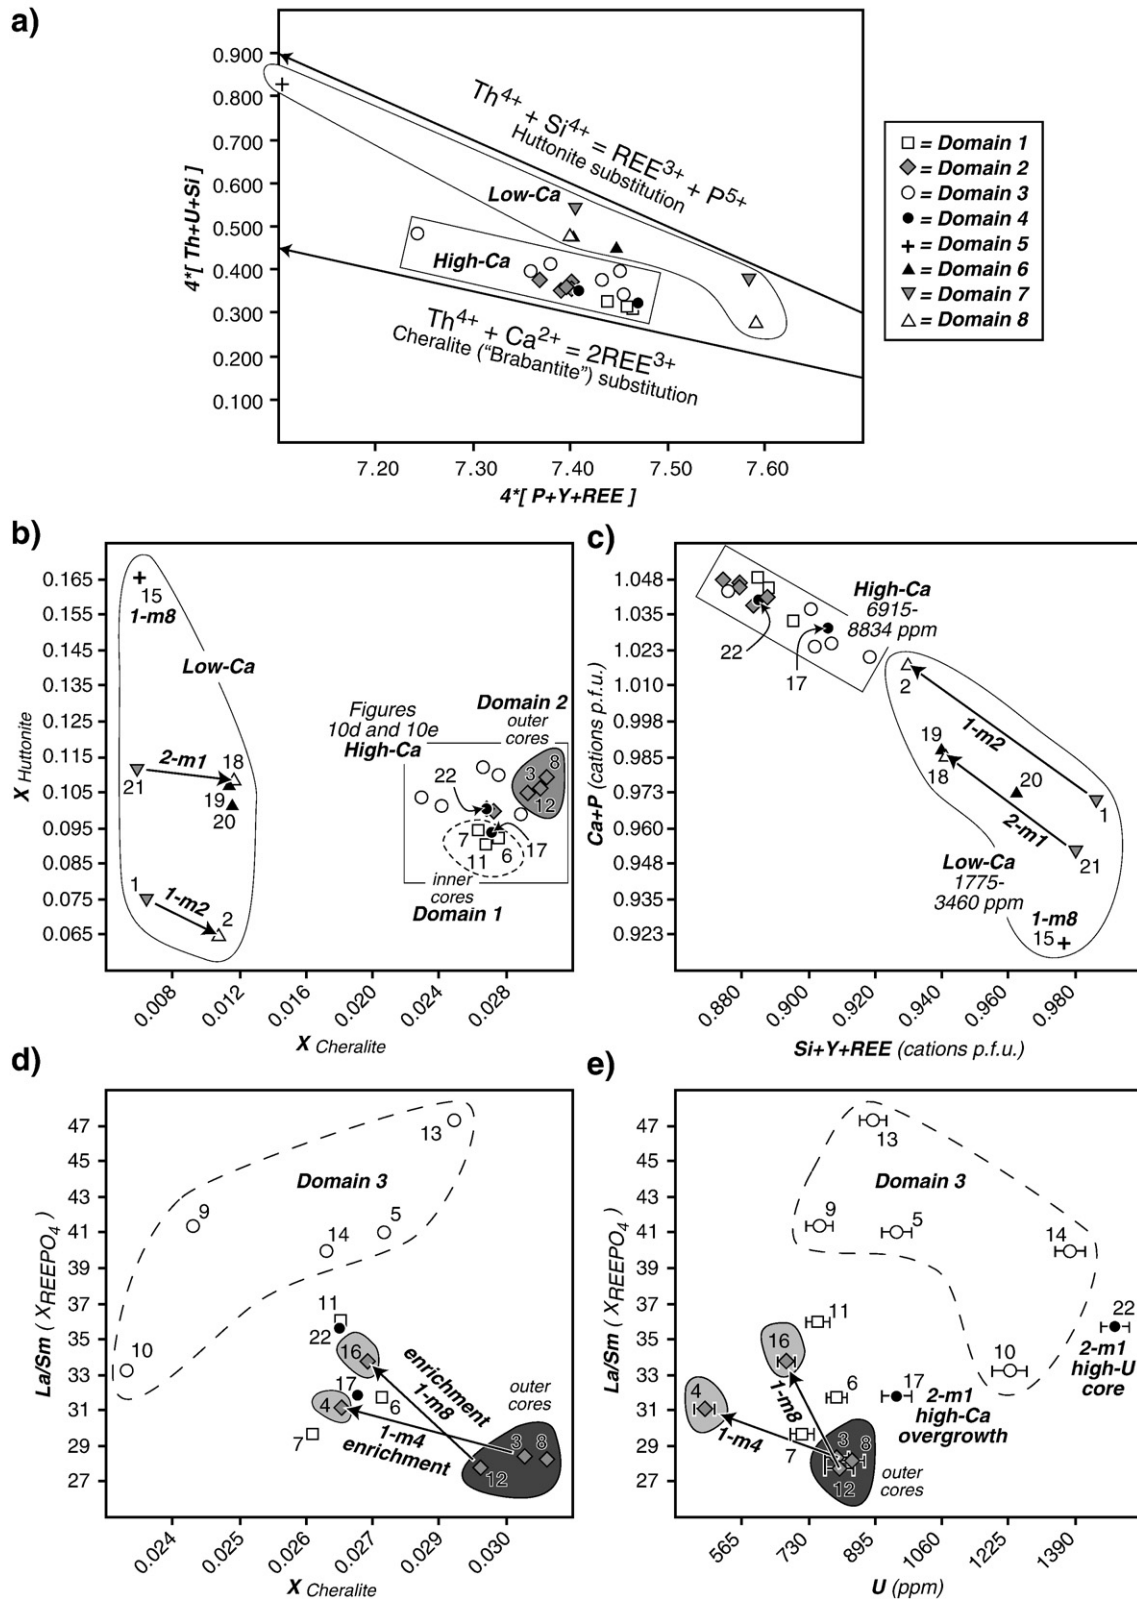 a)
0.900
0.800
0.700
0.600
0.500
0.400
0.300
0.200
0.100
4*[ Th+U+Si]
7.20
7.30
7.40
7.50
7.60
4*[ P+Y+REE ]
Th4+ + Si4+ = REE3+ + P5+
Huttonite substitution
Low-Ca
High-Ca
Th4+ + Ca2+ = 2REE3+
Cheralite ("Brabantite") substitution
= Domain 1
= Domain 2
= Domain 3
= Domain 4
= Domain 5
= Domain 6
= Domain 7
= Domain 8
b)
0.165
0.155
0.145
0.135
0.125
0.115
0.105
0.095
0.085
0.075
0.065
X Huttonite
15
1-m8
Low-Ca
2-m1
18
21
19
20
1
1-m2
2
Figures
10d and 10e
High-Ca
Domain 2
outer
cores
22
3
8
12
7
11
6
17
inner
cores
Domain 1
0.008
0.012
0.016
0.020
0.024
0.028
X Cheralite
c)
1.048
1.035
1.023
1.010
0.998
0.985
0.973
0.960
0.948
0.935
0.923
Ca+P (cations p.f.u.)
High-Ca
6915-
8834 ppm
22
17
2
1-m2
19
18
20
2-m1
1
21
Low-Ca
1775-
3460 ppm
1-m8
15
0.880
0.900
0.920
0.940
0.960
0.980
Si+Y+REE (cations p.f.u.)
d)
47
45
43
41
39
37
35
33
31
29
27
La/Sm ( XREEPO4 )
13
Domain 3
9
5
14
10
11
22
16
enrichment
1-m8
17
4
6
7
1-m4
enrichment
outer
cores
3
8
12
0.024
0.025
0.026
0.027
0.029
0.030
X Cheralite
e)
47
45
43
41
39
37
35
33
31
29
27
La/Sm ( XREEPO4 )
13
Domain 3
9
5
14
11
22
2-m1
high-U
core
16
10
4
1-m8
6
17
2-m1
high-Ca
overgrowth
1-m4
7
3
8
12
outer
cores
565
730
895
1060
1225
1390
U (ppm)